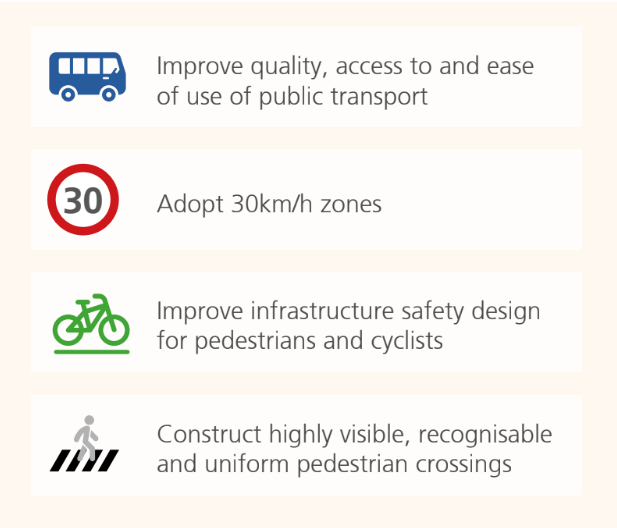 Improve quality, access to and ease
of use of public transport
30
Adopt 30km/h zones
Improve infrastructure safety design
for pedestrians and cyclists
Construct highly visible, recognisable
and uniform pedestrian crossings